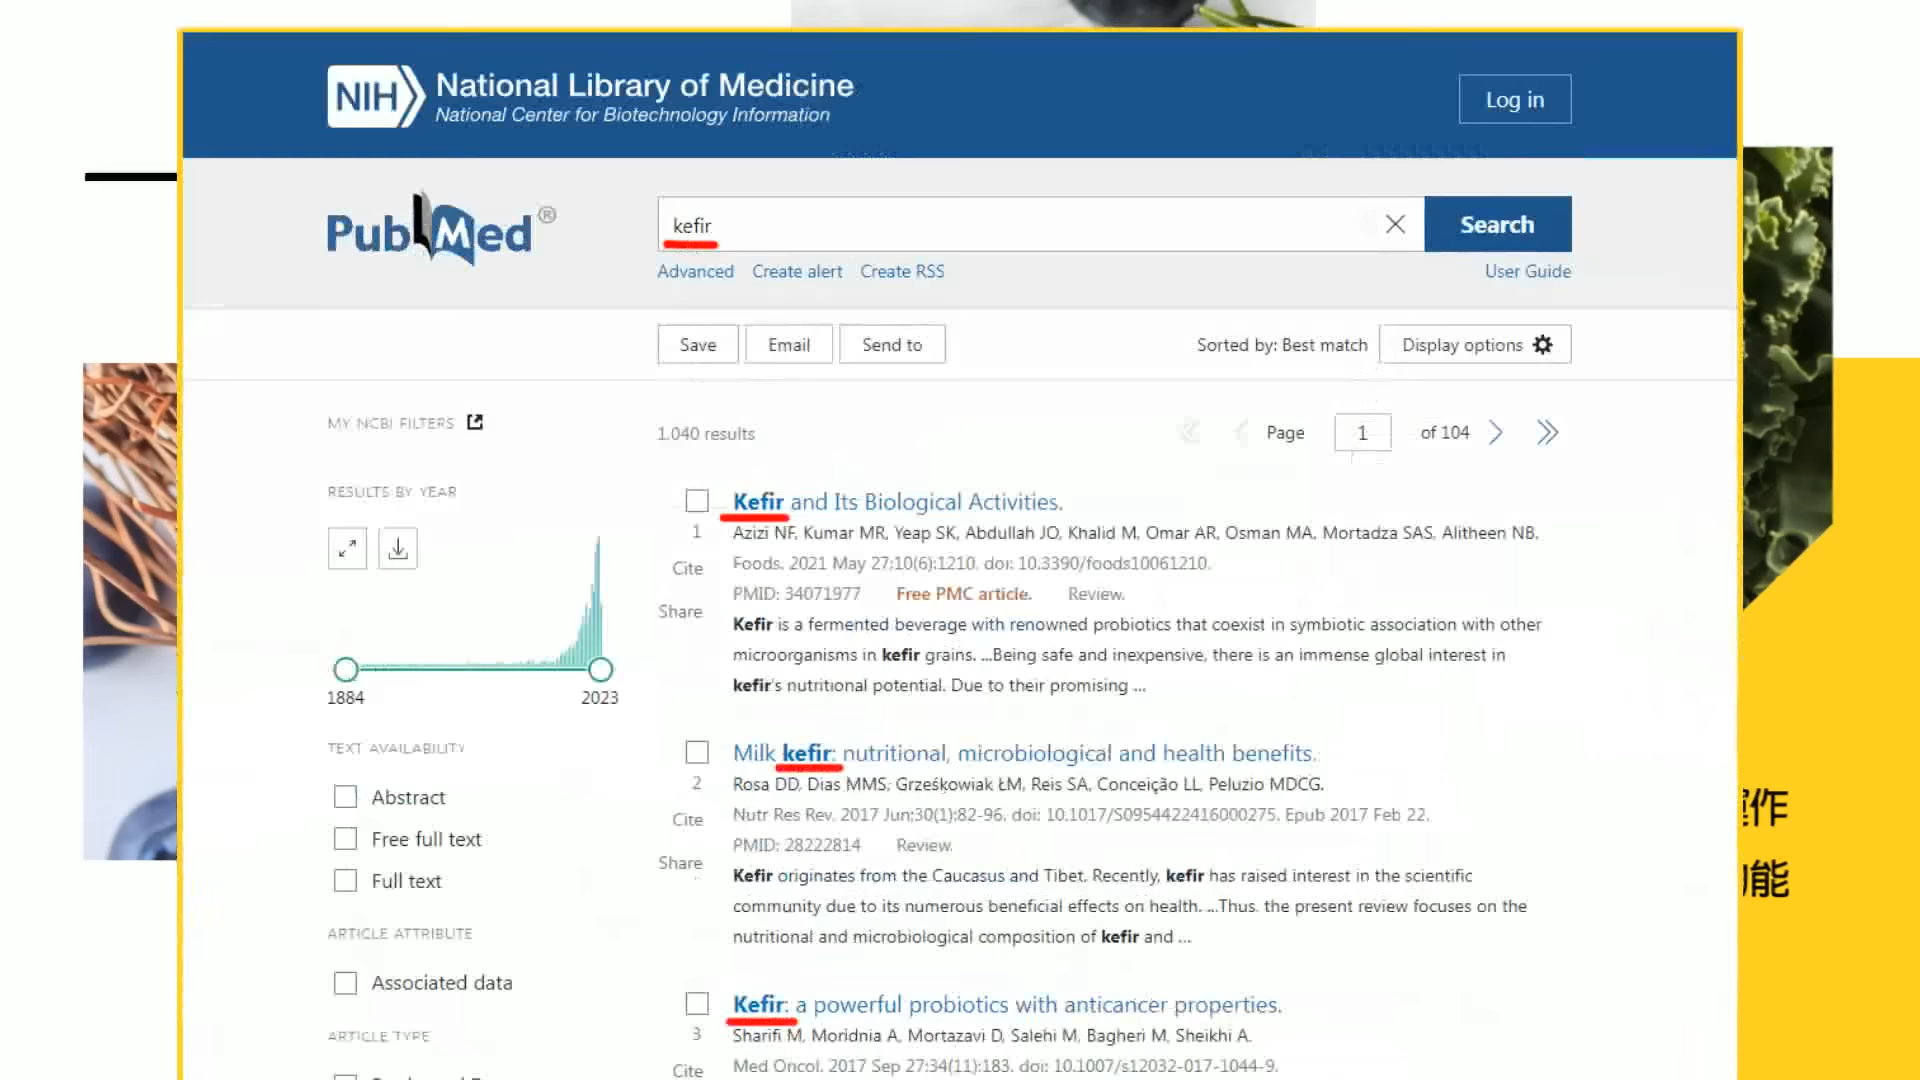 NIH National Library of Medicine
National Center for Biotechnology Information
Log in
PubMed®
kefir
Search
Advanced Create alert Create RSS
User Guide
Save Email Send to
Sorted by: Best match Display options
MY NCBI FILTERS
1,040 results
Page 1 of 104
RESULTS BY YEAR
1884 2023
TEXT AVAILABILITY
Abstract
Free full text
Full text
ARTICLE ATTRIBUTE
Associated data
ARTICLE TYPE
Kefir and Its Biological Activities.
1
Azizi NF, Kumar MR, Yeap SK, Abdullah JO, Khalid M, Omar AR, Osman MA, Mortadza SAS, Alitheen NB.
Cite
Foods. 2021 May 27;10(6):1210. doi: 10.3390/foods10061210.
PMID: 34071977 Free PMC article. Review.
Share
Kefir is a fermented beverage with renowned probiotics that coexist in symbiotic association with other
microorganisms in kefir grains. ...Being safe and inexpensive, there is an immense global interest in
kefir's nutritional potential. Due to their promising ...
Milk kefir: nutritional, microbiological and health benefits.
2
Rosa DD, Dias MMS, Grześkowiak ŁM, Reis SA, Conceição LL, Peluzio MDCG.
Cite
Nutr Res Rev. 2017 Jun;30(1):82-96. doi: 10.1017/S0954422416000275. Epub 2017 Feb 22.
PMID: 28222814 Review.
Share
Kefir originates from the Caucasus and Tibet. Recently, kefir has raised interest in the scientific
community due to its numerous beneficial effects on health. ...Thus, the present review focuses on the
nutritional and microbiological composition of kefir and ...
Kefir: a powerful probiotics with anticancer properties.
3
Sharifi M, Moridnia A, Mortazavi D, Salehi M, Bagheri M, Sheikhi A.
Cite
Med Oncol. 2017 Sep 27;34(11):183. doi: 10.1007/s12032-017-1044-9.
作
能